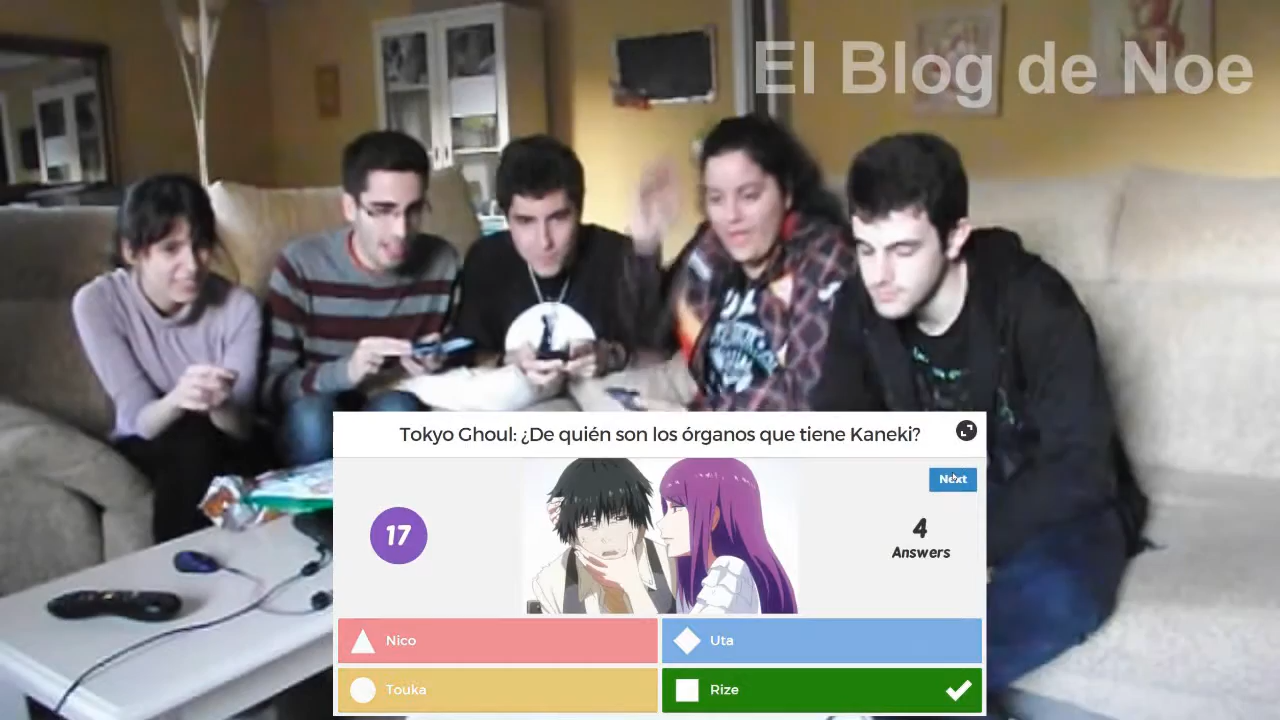 El Blog de Noe
Tokyo Ghoul: ¿De quién son los órganos que tiene Kaneki?
Next
17
4
Answers
Nico
Uta
Touka
Rize